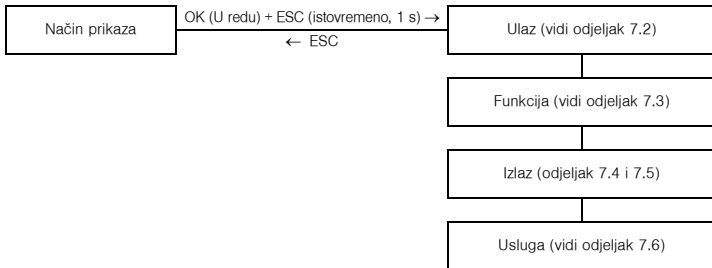 Način prikaza
OK (U redu) + ESC (istovremeno, 1 s) →
← ESC
Ulaz (vidi odjeljak 7.2)
Funkcija (vidi odjeljak 7.3)
Izlaz (odjeljak 7.4 i 7.5)
Usluga (vidi odjeljak 7.6)